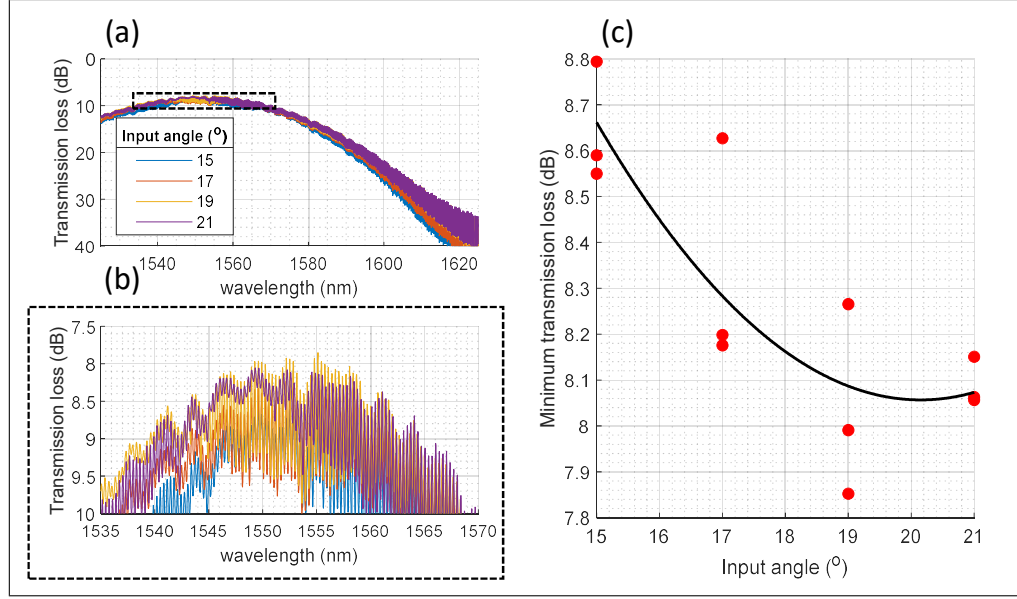 (a)
0
10
20
30
40
Transmission loss (dB)
Input angle (o)
15
17
19
21
1540 1560 1580 1600 1620
wavelength (nm)
(b)
7.5
8
8.5
9
9.5
10
Transmission loss (dB)
1535 1540 1545 1550 1555 1560 1565 1570
wavelength (nm)
(c)
8.8
8.7
8.6
8.5
8.4
8.3
8.2
8.1
8
7.9
7.8
Minimum transmission loss (dB)
15 16 17 18 19 20 21
Input angle (o)